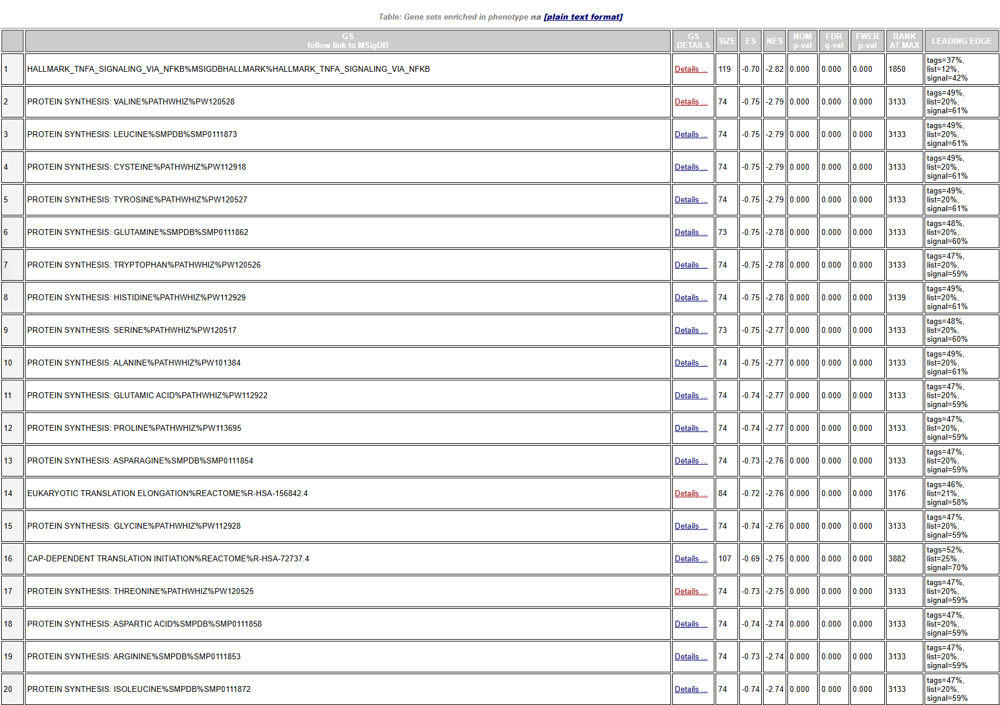 Table: Gene sets enriched in phenotype na [plain text format]
GS follow link to MSigDB GS DETAILS SIZE ES NES NOM p-val FDR q-val FWER p-val RANK AT MAX LEADING EDGE
1 HALLMARK_TNFA_SIGNALING_VIA_NFKB%MSIGDBHALLMARK%HALLMARK_TNFA_SIGNALING_VIA_NFKB Details ... 119 -0.70 -2.82 0.000 0.000 0.000 1850 tags=37%, list=12%, signal=42%
2 PROTEIN SYNTHESIS: VALINE%PATHWHIZ%PW120528 Details ... 74 -0.75 -2.79 0.000 0.000 0.000 3133 tags=49%, list=20%, signal=61%
3 PROTEIN SYNTHESIS: LEUCINE%SMPDB%SMP0111873 Details ... 74 -0.75 -2.79 0.000 0.000 0.000 3133 tags=49%, list=20%, signal=61%
4 PROTEIN SYNTHESIS: CYSTEINE%PATHWHIZ%PW112918 Details ... 74 -0.75 -2.79 0.000 0.000 0.000 3133 tags=49%, list=20%, signal=61%
5 PROTEIN SYNTHESIS: TYROSINE%PATHWHIZ%PW120527 Details ... 74 -0.75 -2.79 0.000 0.000 0.000 3133 tags=49%, list=20%, signal=61%
6 PROTEIN SYNTHESIS: GLUTAMINE%SMPDB%SMP0111862 Details ... 73 -0.75 -2.78 0.000 0.000 0.000 3133 tags=48%, list=20%, signal=60%
7 PROTEIN SYNTHESIS: TRYPTOPHAN%PATHWHIZ%PW120526 Details ... 74 -0.75 -2.78 0.000 0.000 0.000 3133 tags=47%, list=20%, signal=59%
8 PROTEIN SYNTHESIS: HISTIDINE%PATHWHIZ%PW112929 Details ... 74 -0.75 -2.78 0.000 0.000 0.000 3139 tags=49%, list=20%, signal=61%
9 PROTEIN SYNTHESIS: SERINE%PATHWHIZ%PW120517 Details ... 73 -0.75 -2.77 0.000 0.000 0.000 3133 tags=48%, list=20%, signal=60%
10 PROTEIN SYNTHESIS: ALANINE%PATHWHIZ%PW101384 Details ... 74 -0.75 -2.77 0.000 0.000 0.000 3133 tags=49%, list=20%, signal=61%
11 PROTEIN SYNTHESIS: GLUTAMIC ACID%PATHWHIZ%PW112922 Details ... 74 -0.74 -2.77 0.000 0.000 0.000 3133 tags=47%, list=20%, signal=59%
12 PROTEIN SYNTHESIS: PROLINE%PATHWHIZ%PW113695 Details ... 74 -0.74 -2.77 0.000 0.000 0.000 3133 tags=47%, list=20%, signal=59%
13 PROTEIN SYNTHESIS: ASPARAGINE%SMPDB%SMP0111854 Details ... 74 -0.73 -2.76 0.000 0.000 0.000 3133 tags=47%, list=20%, signal=59%
14 EUKARYOTIC TRANSLATION ELONGATION%REACTOME%R-HSA-156842.4 Details ... 84 -0.72 -2.76 0.000 0.000 0.000 3176 tags=46%, list=21%, signal=58%
15 PROTEIN SYNTHESIS: GLYCINE%PATHWHIZ%PW112928 Details ... 74 -0.74 -2.76 0.000 0.000 0.000 3133 tags=47%, list=20%, signal=59%
16 CAP-DEPENDENT TRANSLATION INITIATION%REACTOME%R-HSA-72737.4 Details ... 107 -0.69 -2.75 0.000 0.000 0.000 3882 tags=52%, list=25%, signal=70%
17 PROTEIN SYNTHESIS: THREONINE%PATHWHIZ%PW120525 Details ... 74 -0.73 -2.75 0.000 0.000 0.000 3133 tags=47%, list=20%, signal=59%
18 PROTEIN SYNTHESIS: ASPARTIC ACID%SMPDB%SMP0111858 Details ... 74 -0.74 -2.74 0.000 0.000 0.000 3133 tags=47%, list=20%, signal=59%
19 PROTEIN SYNTHESIS: ARGININE%SMPDB%SMP0111853 Details ... 74 -0.73 -2.74 0.000 0.000 0.000 3133 tags=47%, list=20%, signal=59%
20 PROTEIN SYNTHESIS: ISOLEUCINE%SMPDB%SMP0111872 Details ... 74 -0.74 -2.74 0.000 0.000 0.000 3133 tags=47%, list=20%, signal=59%